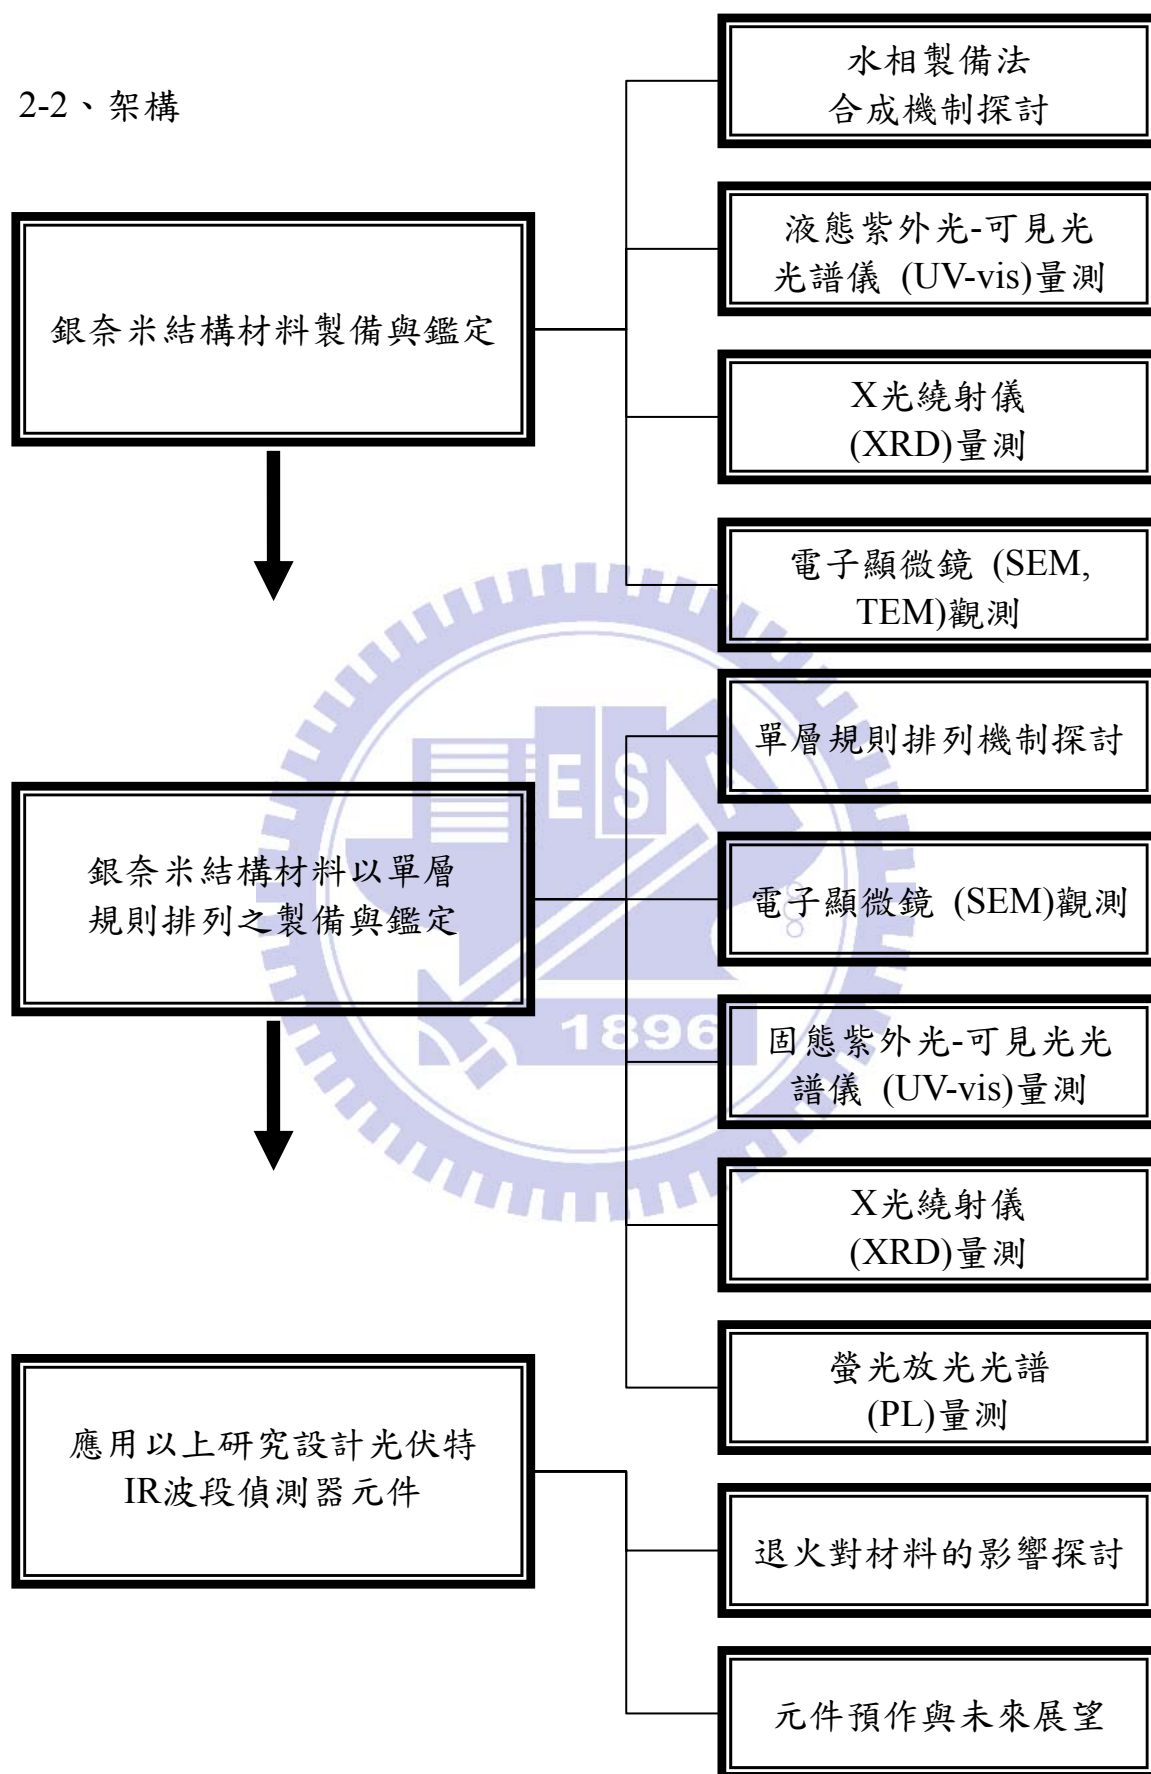 2-2、架構
銀奈米結構材料製備與鑑定
水相製備法
合成機制探討
液態紫外光-可見光
光譜儀 (UV-vis)量測
X光繞射儀
(XRD)量測
電子顯微鏡 (SEM,
TEM)觀測
銀奈米結構材料以單層
規則排列之製備與鑑定
單層規則排列機制探討
電子顯微鏡 (SEM)觀測
固態紫外光-可見光光
譜儀 (UV-vis)量測
X光繞射儀
(XRD)量測
螢光放光光譜
(PL)量測
應用以上研究設計光伏特
IR波段偵測器元件
退火對材料的影響探討
元件預作與未來展望
ESA
1896